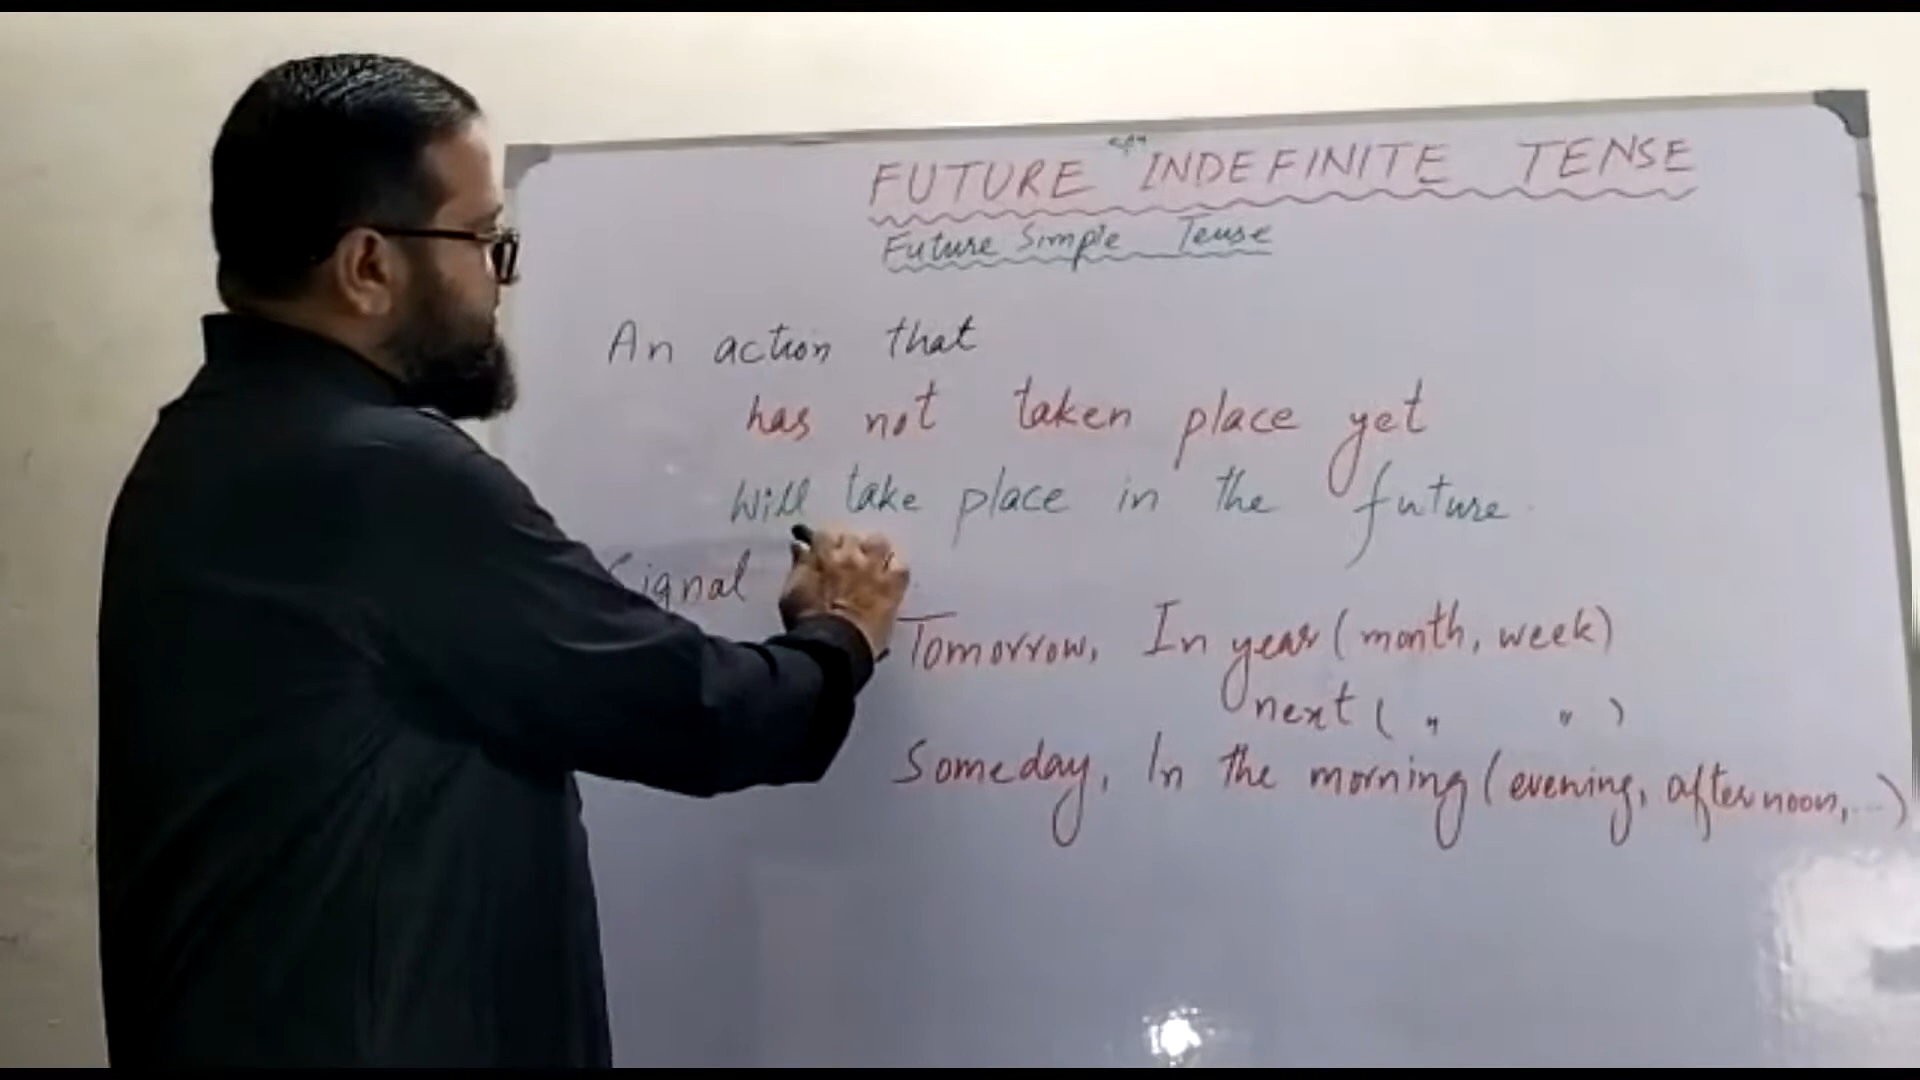 FUTURE INDEFINITE TENSE
Future Simple Tense
An action that
has not taken place yet
Will take place in the future.
Signal
Tomorrow, In year (month, week)
next ( " " )
Someday, In the morning (evening, afternoon, ...)